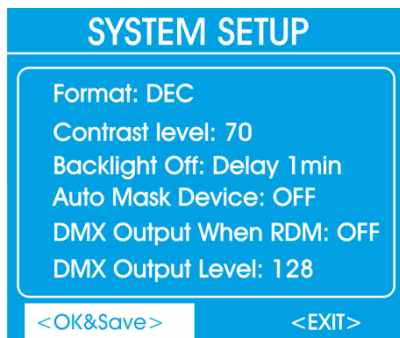 SYSTEM SETUP
Format: DEC
Contrast level: 70
Backlight Off: Delay 1min
Auto Mask Device: OFF
DMX Output When RDM: OFF
DMX Output Level: 128
<OK&Save> <EXIT>